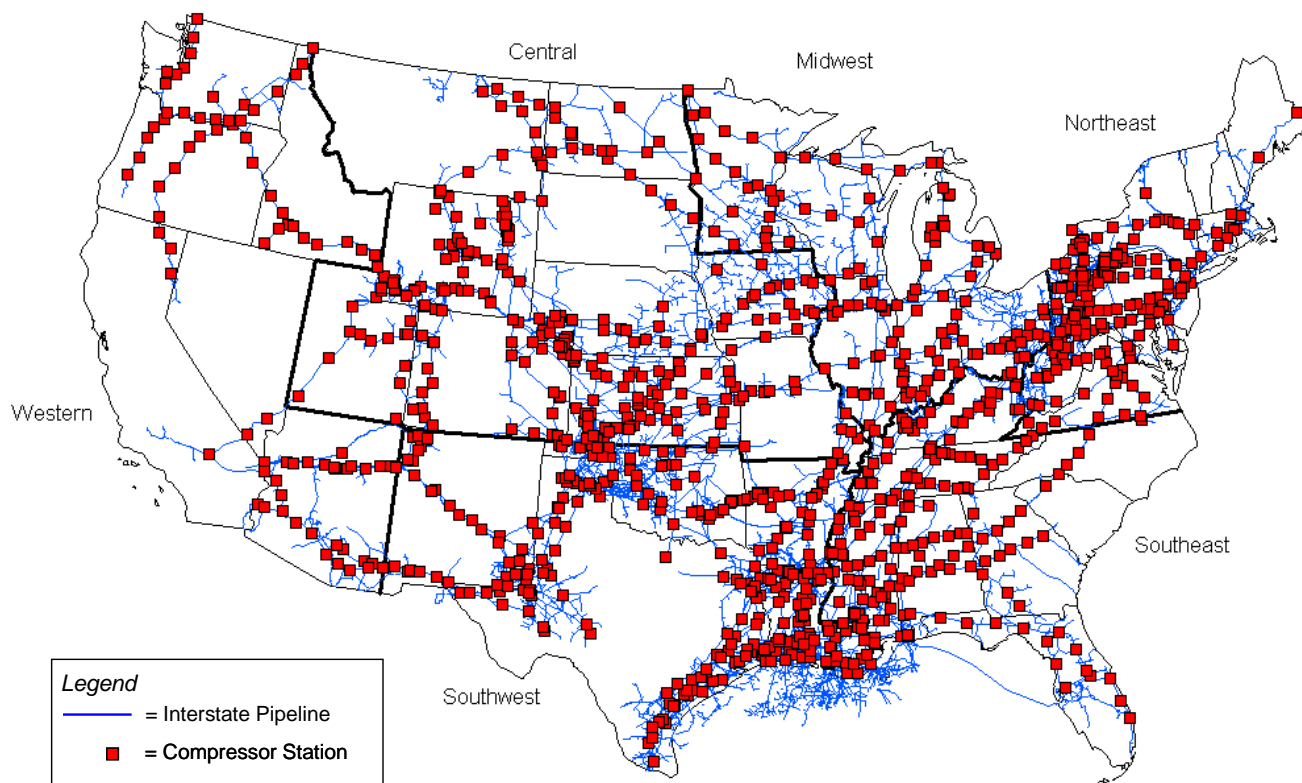 Central
Midwest
Northeast
Western
Southeast
Southwest
Legend
= Interstate Pipeline
= Compressor Station